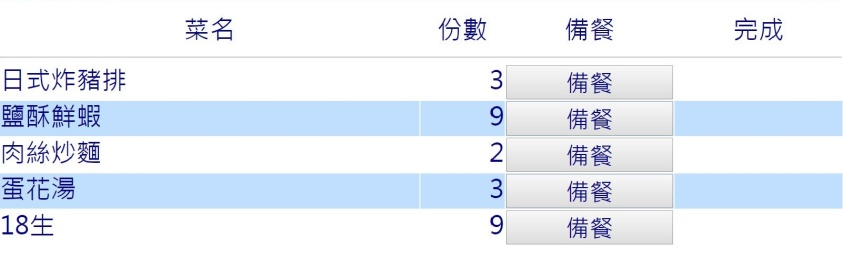 菜名 份數 備餐 完成
日式炸豬排 3 備餐
鹽酥鮮蝦 9 備餐
肉絲炒麵 2 備餐
蛋花湯 3 備餐
18生 9 備餐